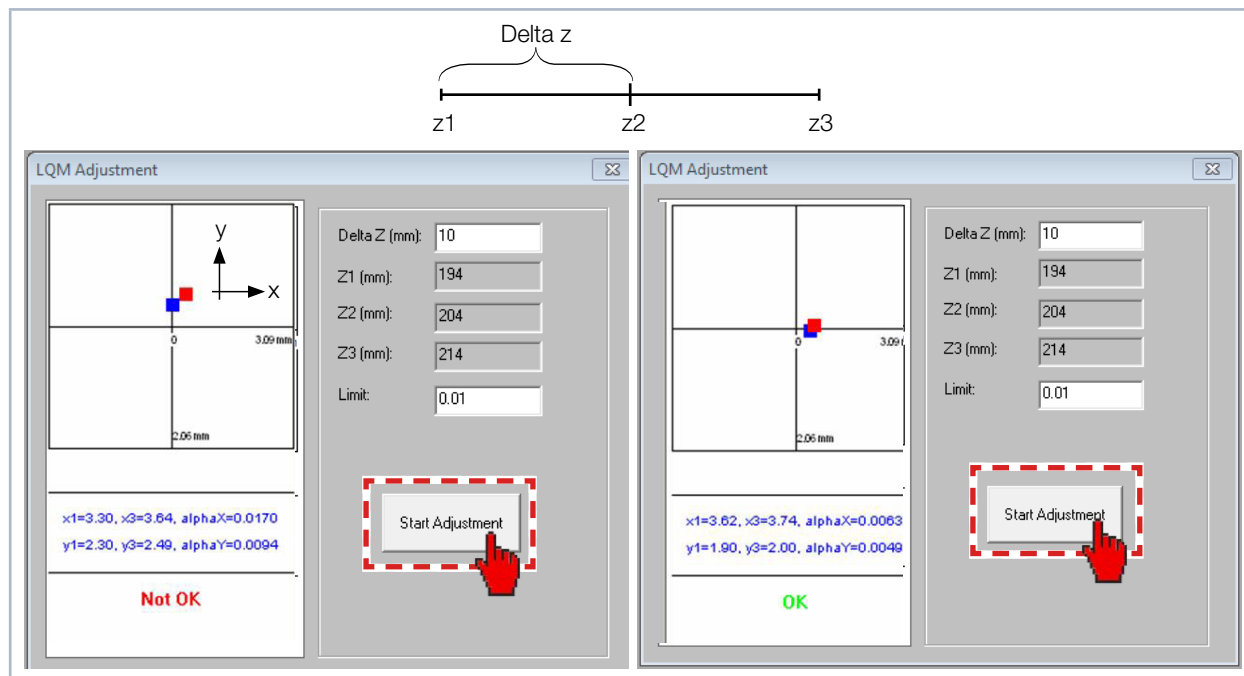 Delta z
z1 z2 z3
LQM Adjustment
y
x
0
3.09 mm
2.06 mm
x1=3.30, x3=3.64, alphaX=0.0170
y1=2.30, y3=2.49, alphaY=0.0094
Not OK
Delta Z (mm): 10
Z1 (mm): 194
Z2 (mm): 204
Z3 (mm): 214
Limit: 0.01
Start Adjustment
LQM Adjustment
0
3.09
2.06 mm
x1=3.62, x3=3.74, alphaX=0.0063
y1=1.90, y3=2.00, alphaY=0.0049
OK
Delta Z (mm): 10
Z1 (mm): 194
Z2 (mm): 204
Z3 (mm): 214
Limit: 0.01
Start Adjustment